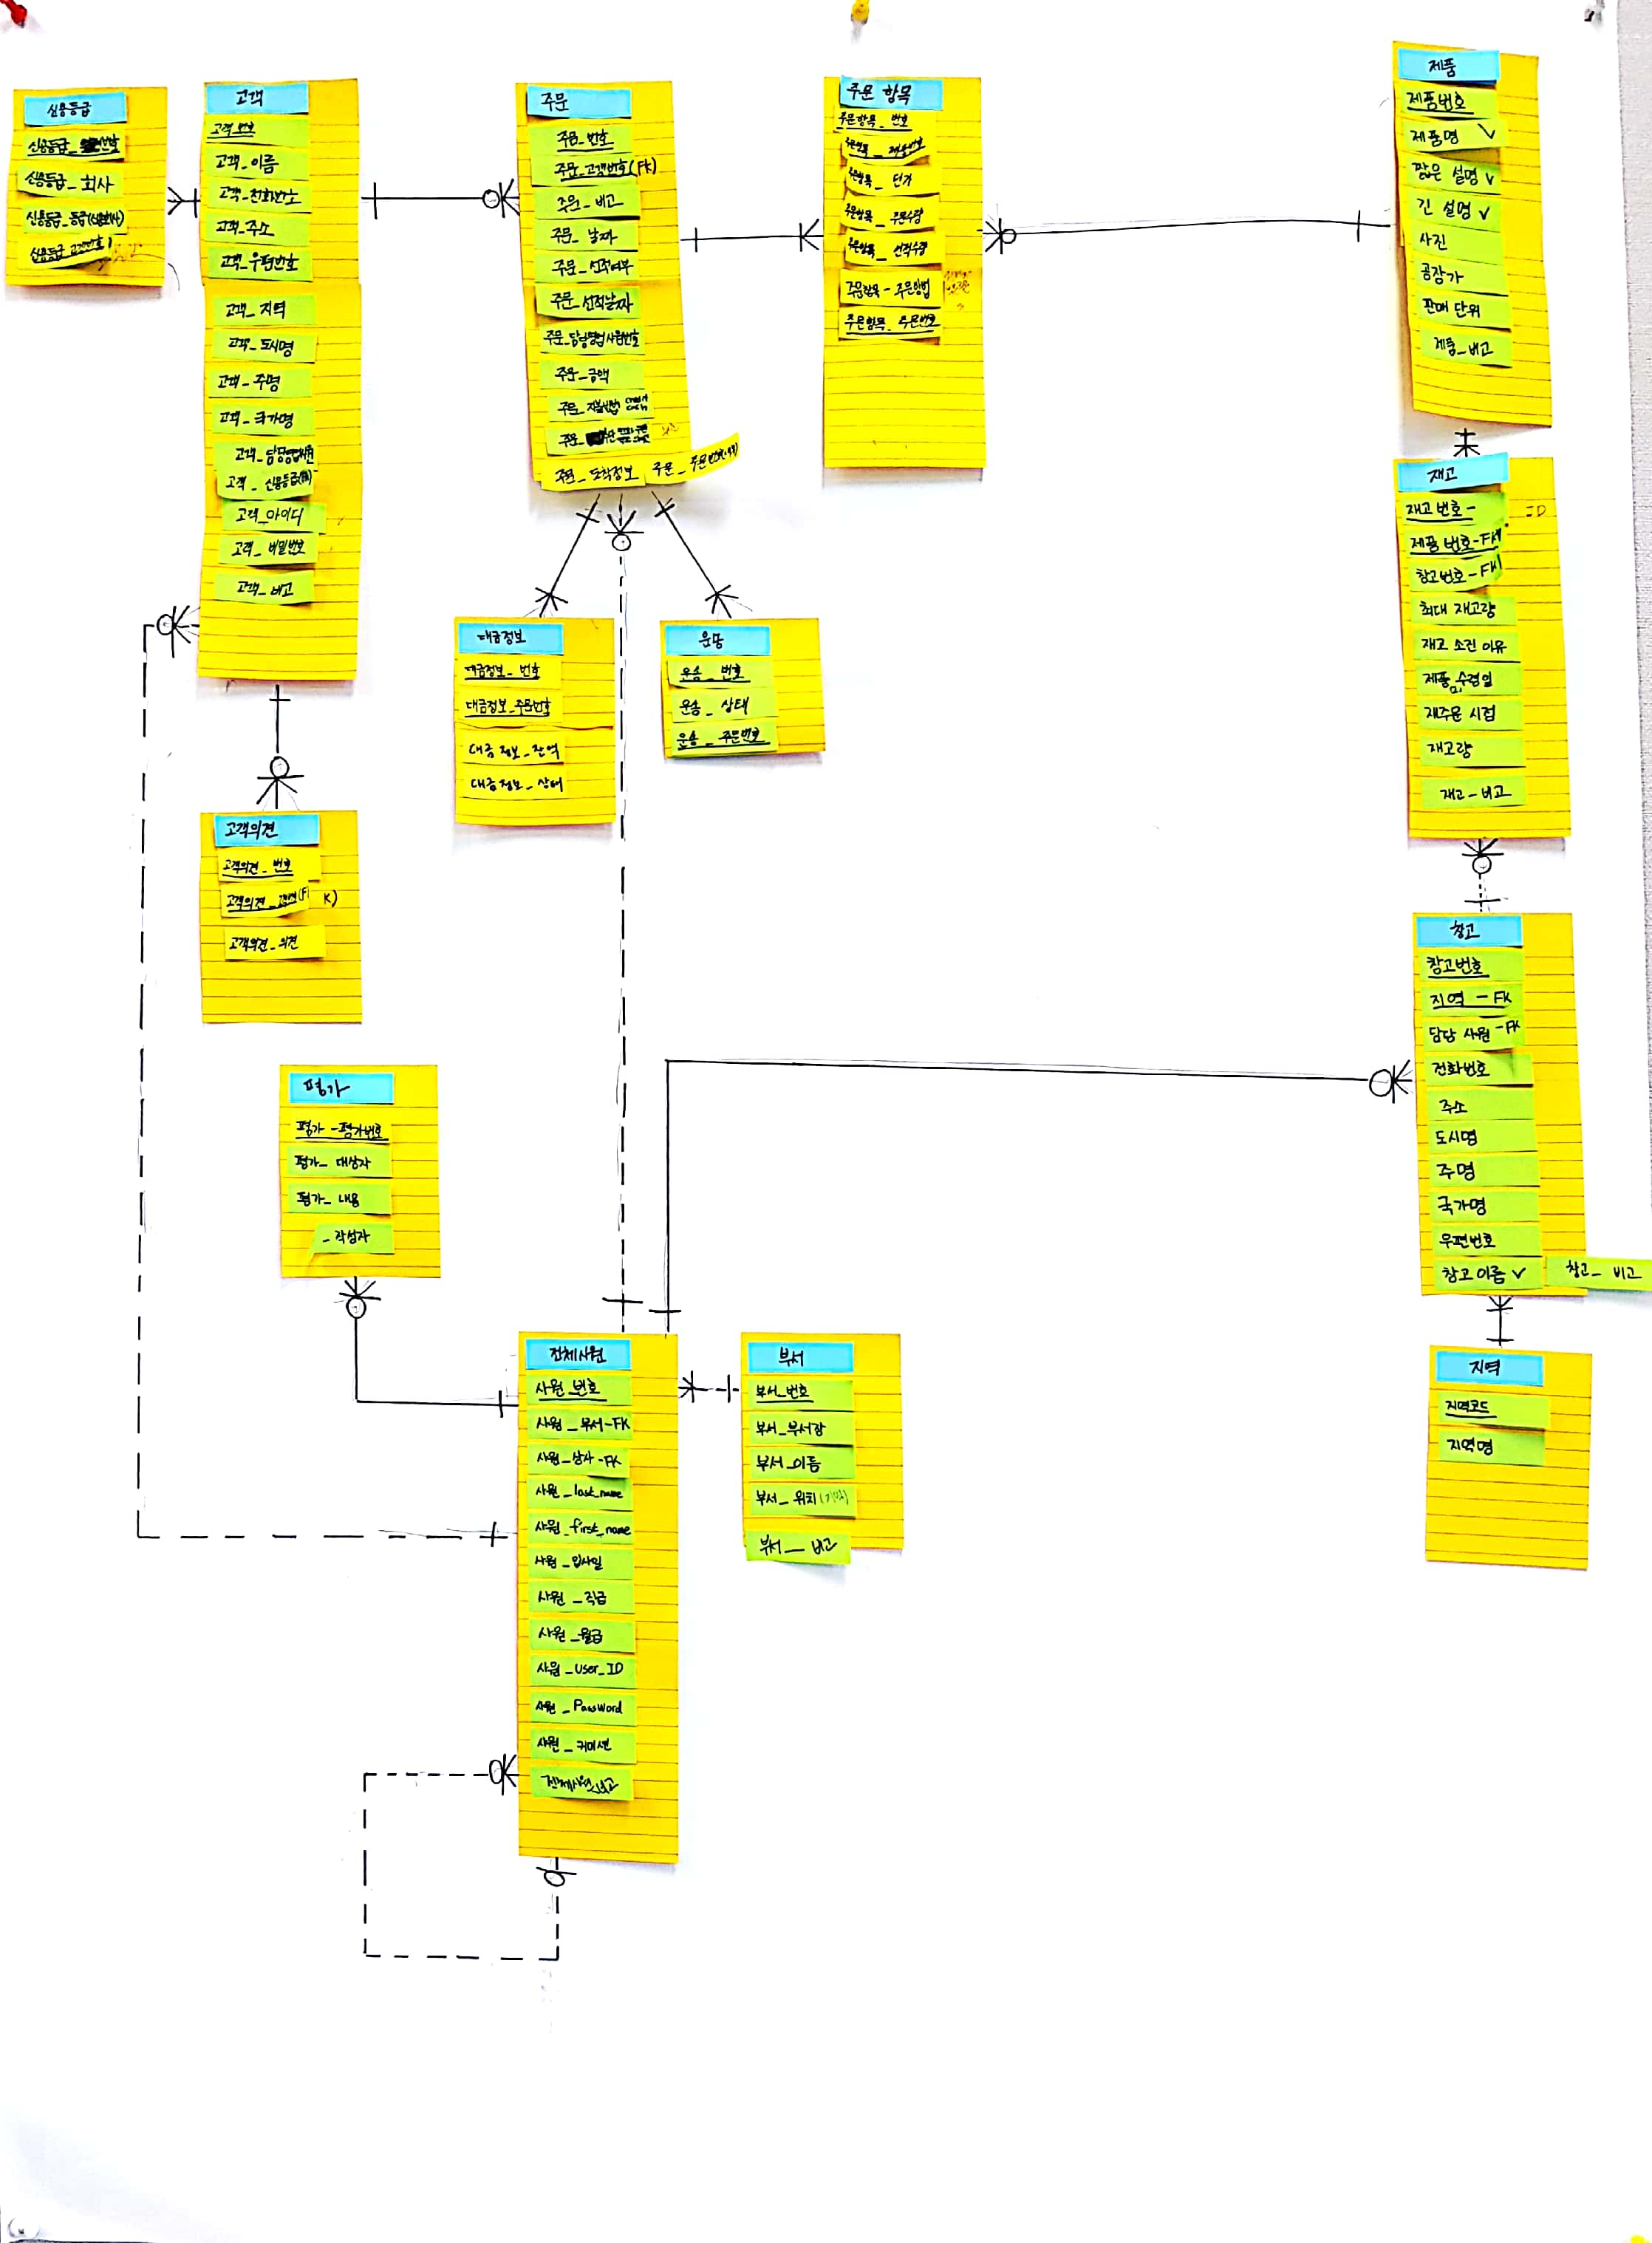 신용등급
신용등급_번호
신용등급_회사
고객
고객_번호
고객_이름
고객_전화번호
고객_주소
고객_우편번호
고객_지역
고객_도시명
고객_주명
고객_국가명
고객_담당영업사원
고객_신용등급
고객_아이디
고객_비밀번호
고객_비고
주문
주문_번호
주문_고객번호(FK)
주문_비고
주문_날짜
주문_선적여부
주문_선적날짜
주문_담당영업사원번호
주문_금액
주문_지불방법
주문_
주문_도착정보
주문_주문번호
주문 항목
주문항목_번호
주문항목_제품번호
주문항목_단가
주문항목_주문수량
주문항목_선적수량
주문항목-주문방법
주문항목_주문번호
제품
제품번호
제품명 V
짧은 설명 V
긴 설명 V
사진
공장가
판매 단위
제품_비고
재고
재고번호- ID
제품 번호-FK
창고번호-FK
최대 재고량
재고 소진 이유
제품 수령일
재주문 시점
재고량
재고-비고
대금정보
대금정보_번호
대금정보_주문번호
대금정보_잔액
대금정보_상태
운송
운송_번호
운송_상태
운송_주문번호
고객의견
고객의견_번호
고객의견_고객번호(FK)
고객의견_의견
창고
창고번호
지역-FK
담당 사원-FK
전화번호
주소
도시명
주명
국가명
우편번호
창고이름 V
창고_비고
평가
평가-평가번호
평가_대상자
평가_내용
_작성자
전체사원
사원_번호
사원_부서-FK
사원_상사-FK
사원_last_name
사원_first_name
사원_입사일
사원_직급
사원_월급
사원_User_ID
사원_Password
사원_커미션
전체사원_비고
부서
부서_번호
부서_부서장
부서_이름
부서_위치
부서_비고
지역
지역코드
지역명